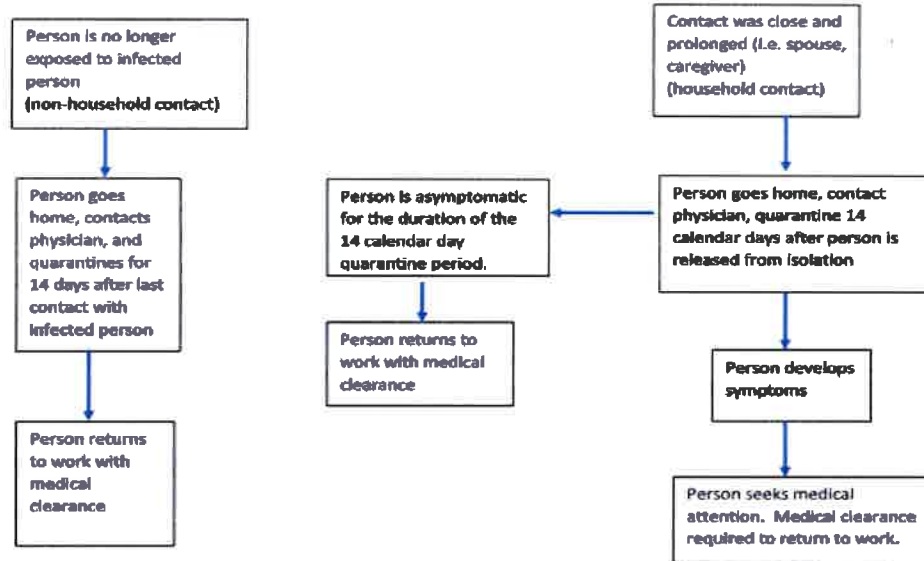 Person is no longer
exposed to infected
person
(non-household contact)
Person goes
home, contacts
physician, and
quarantines for
14 days after last
contact with
infected person
Person returns
to work with
medical
clearance
Contact was close and
prolonged (i.e. spouse,
caregiver)
(household contact)
Person goes home, contact
physician, quarantine 14
calendar days after person is
released from isolation
Person is asymptomatic
for the duration of the
14 calendar day
quarantine period.
Person returns to
work with medical
clearance
Person develops
symptoms
Person seeks medical
attention. Medical clearance
required to return to work.